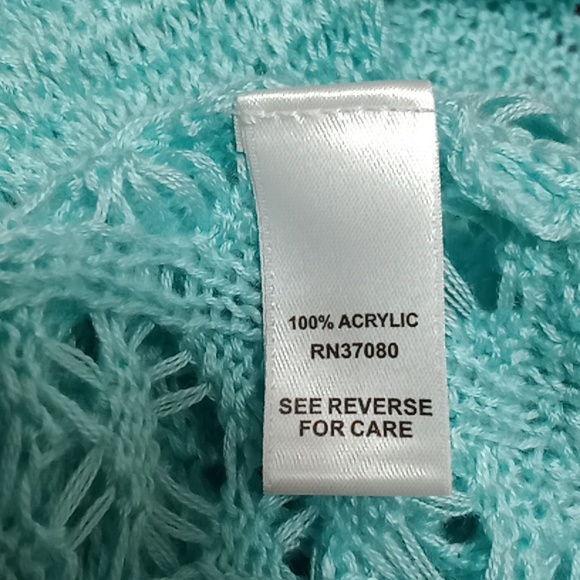 100% ACRYLIC
RN37080
SEE REVERSE
FOR CARE